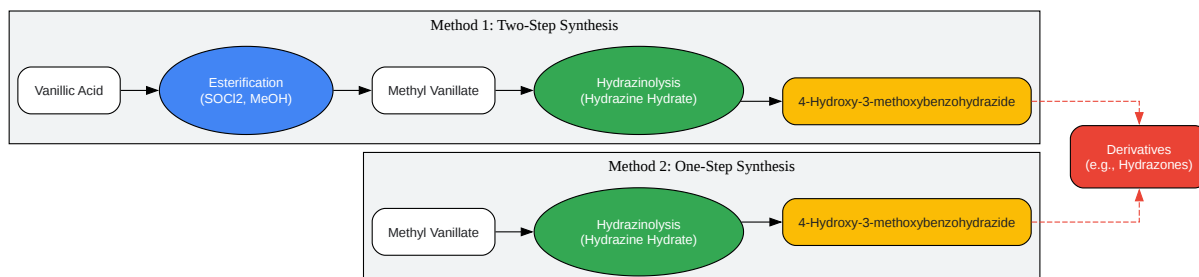 Method 1: Two-Step Synthesis
Vanillic Acid
Esterification
(SOCl2, MeOH)
Methyl Vanillate
Hydrazinolysis
(Hydrazine Hydrate)
4-Hydroxy-3-methoxybenzohydrazide
Derivatives
(e.g., Hydrazones)
Method 2: One-Step Synthesis
Methyl Vanillate
Hydrazinolysis
(Hydrazine Hydrate)
4-Hydroxy-3-methoxybenzohydrazide